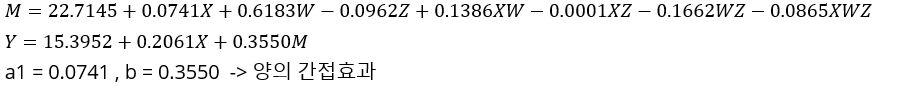 M = 22.7145 + 0.0741X + 0.6183W − 0.0962Z + 0.1386XW − 0.0001XZ − 0.1662WZ − 0.0865XWZ
Y = 15.3952 + 0.2061X + 0.3550M
a1 = 0.0741 , b = 0.3550 -> 양의 간접효과